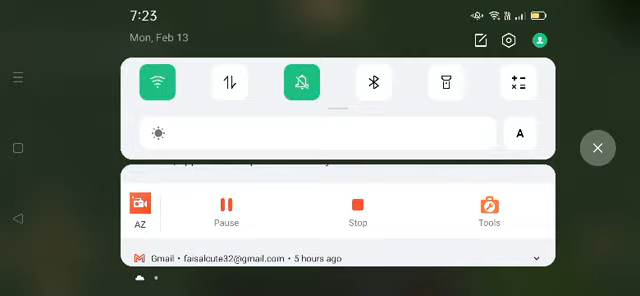 7:23
Mon, Feb 13
A
AZ
Pause
Stop
Tools
Gmail • faisalcute32@gmail.com • 5 hours ago